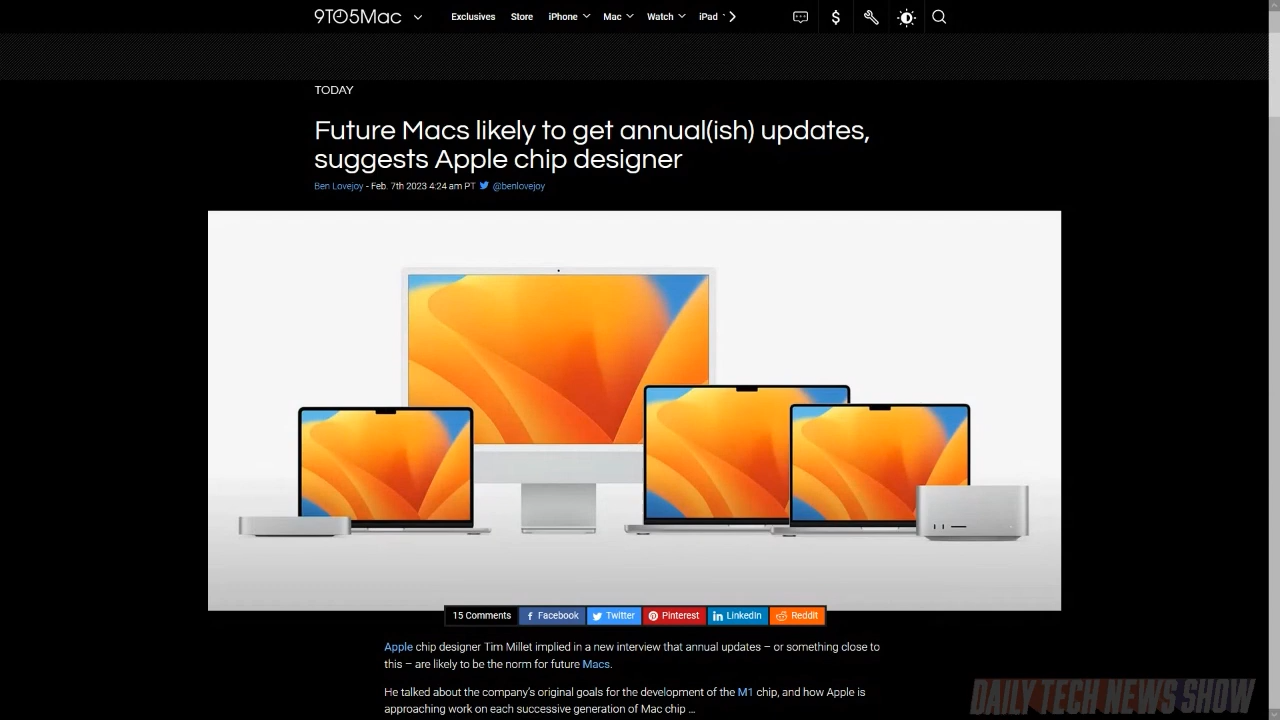 9TO5Mac
Exclusives Store iPhone Mac Watch iPad
TODAY
Future Macs likely to get annual(ish) updates,
suggests Apple chip designer
Ben Lovejoy - Feb. 7th 2023 4:24 am PT @benlovejoy
15 Comments Facebook Twitter Pinterest LinkedIn Reddit
Apple chip designer Tim Millet implied in a new interview that annual updates – or something close to
this – are likely to be the norm for future Macs.
He talked about the company's original goals for the development of the M1 chip, and how Apple is
approaching work on each successive generation of Mac chip ...
DAILY TECH NEWS SHOW